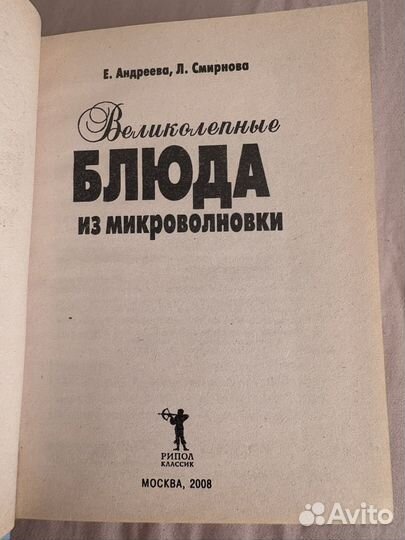 Е. Андреева, Л. Смирнова
Великолепные
БЛЮДА
ИЗ МИКРОВОЛНОВКИ
РИПОЛ
КЛАССИК
МОСКВА, 2008
Avito